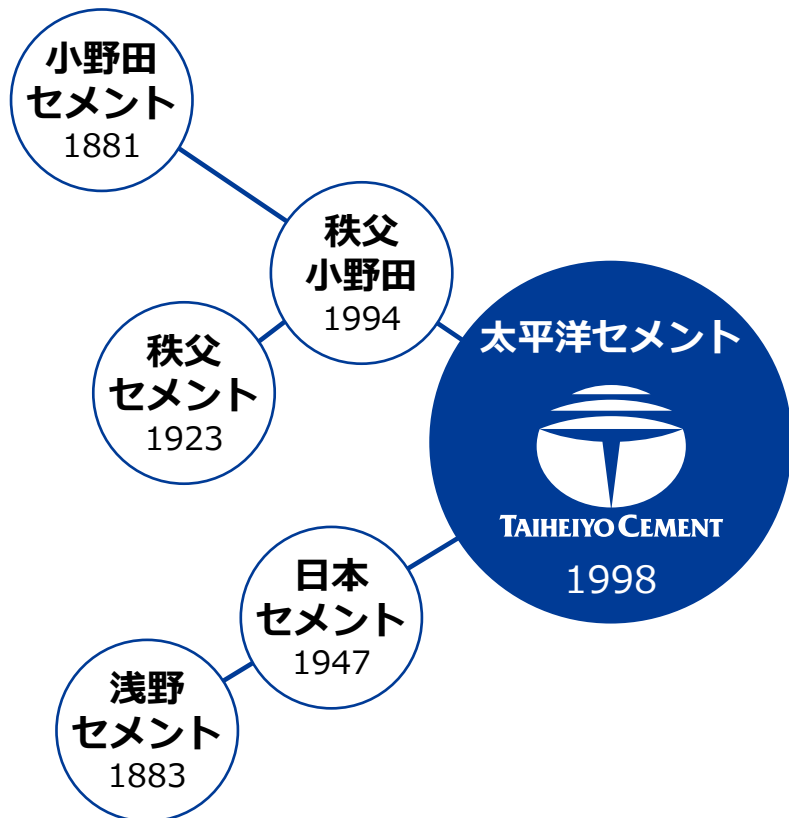 小野田
セメント
1881
秩父
小野田
1994
秩父
セメント
1923
太平洋セメント
TAIHEIYO CEMENT
1998
日本
セメント
1947
浅野
セメント
1883